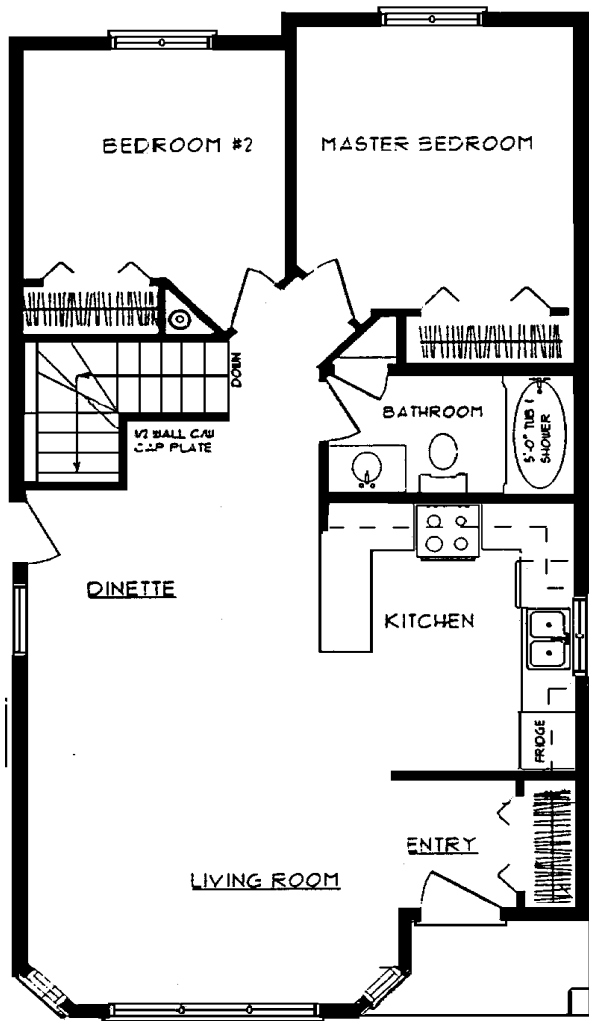 BEDROOM #2
MASTER BEDROOM
DOWN
1/2 WALL C/W
CAP PLATE
BATHROOM
5'-0" TUB &
SHOWER
DINETTE
KITCHEN
FRIDGE
ENTRY
LIVING ROOM